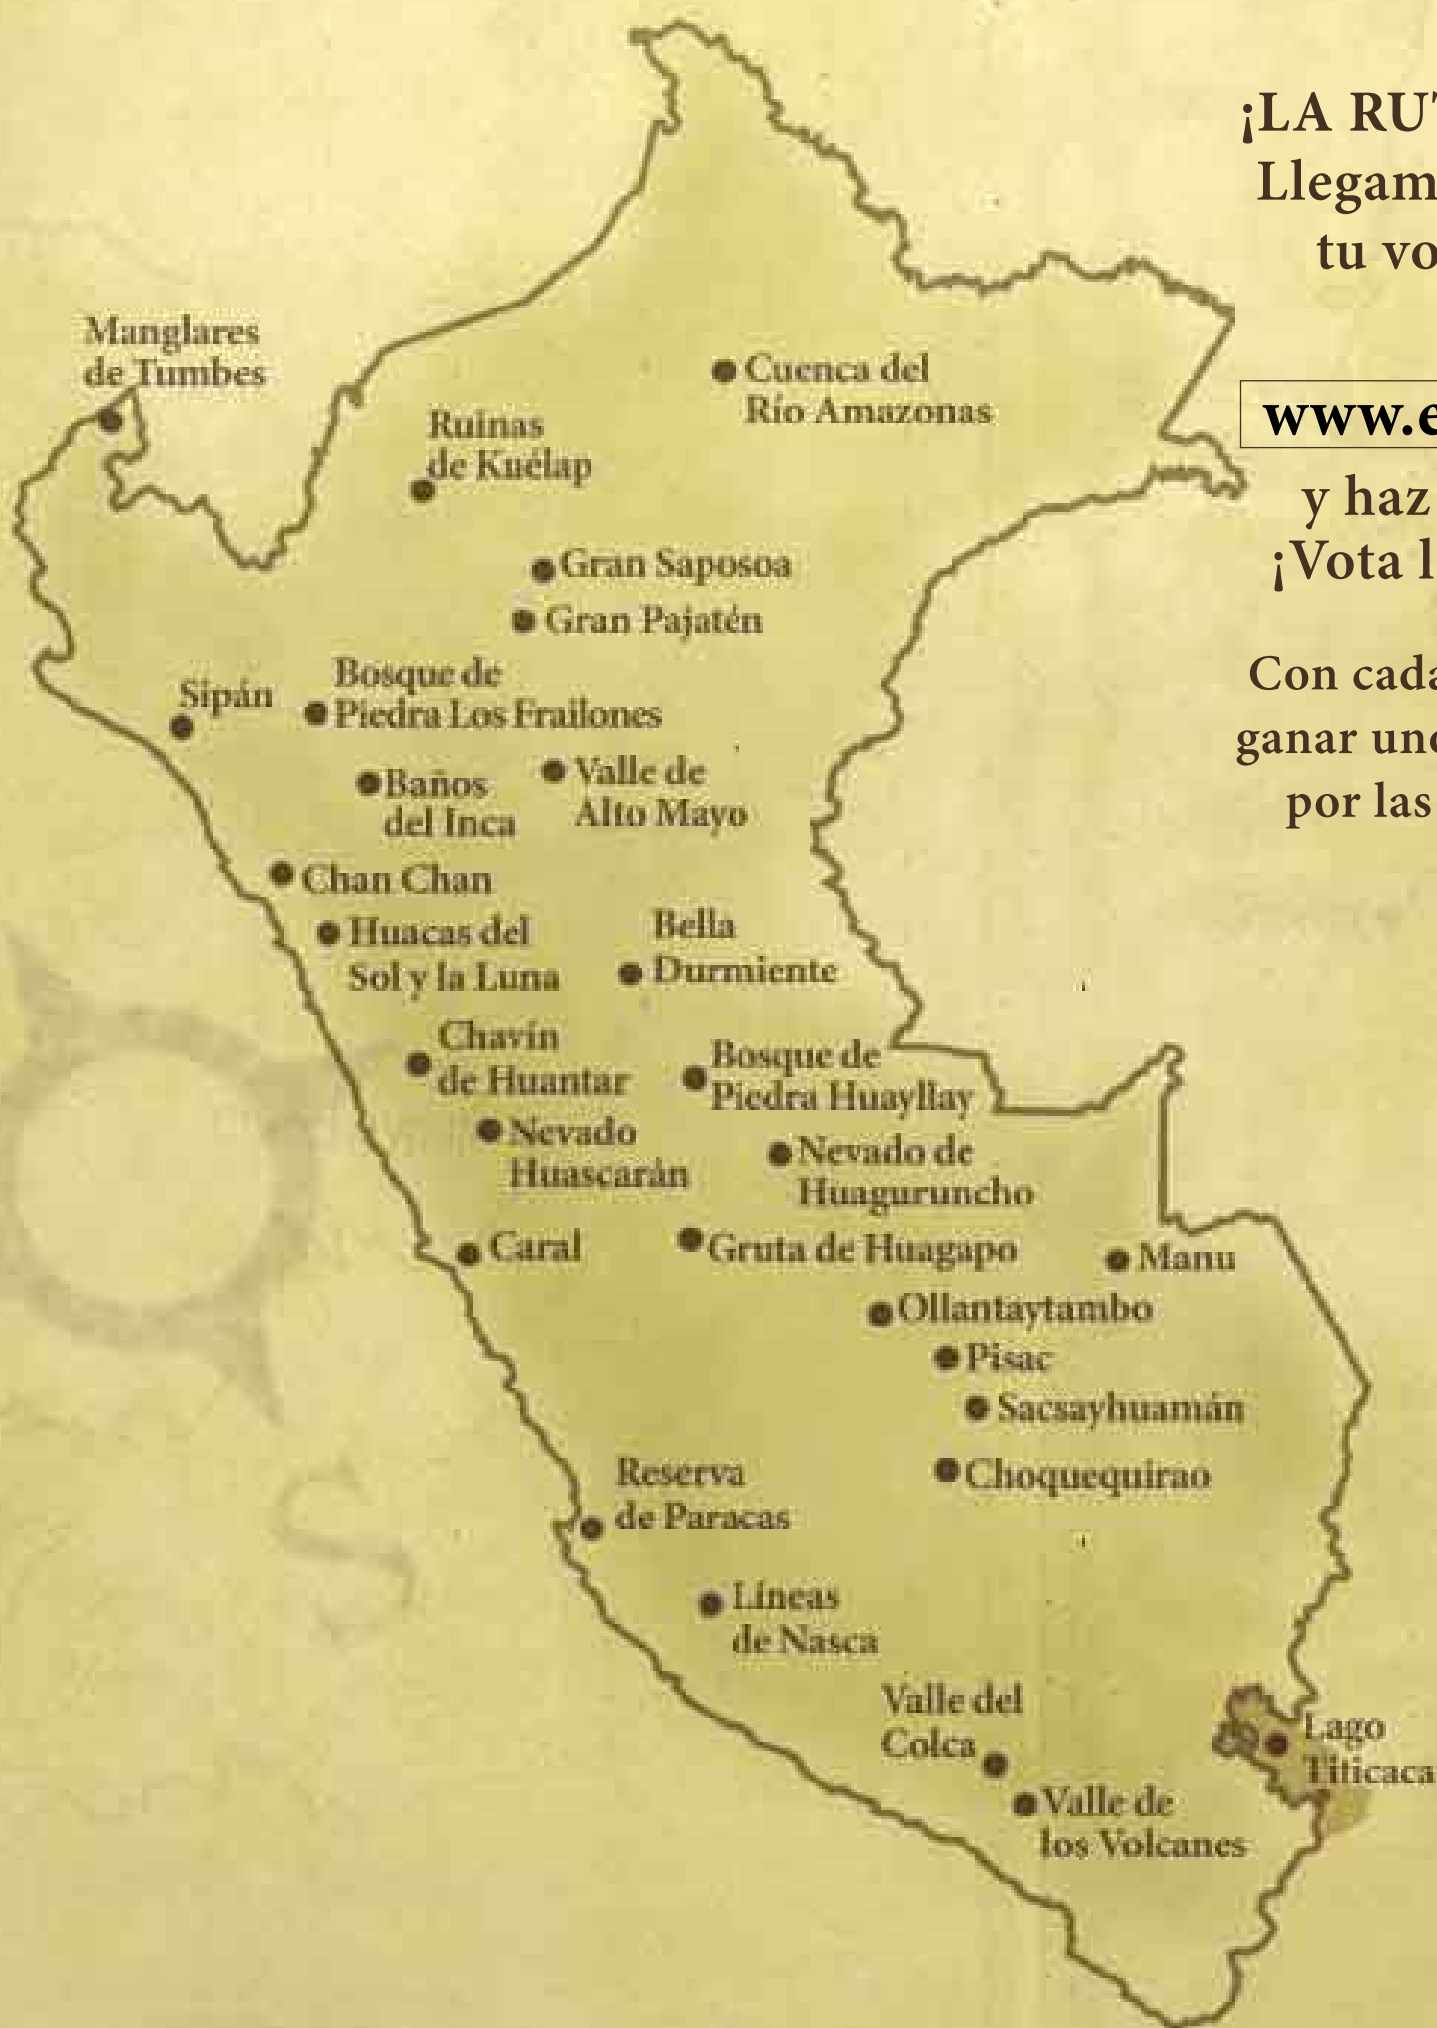 ¡LA RU
Llegam
tu vo
www.e
y haz
¡Vota l
Con cada
ganar uno
por las
Manglares
de Tumbes
Cuenca del
Río Amazonas
Ruinas
de Kuélap
Gran Saposoa
Gran Pajatén
Sipán
Bosque de
Piedra Los Frailones
Baños
del Inca
Valle de
Alto Mayo
Chan Chan
Huacas del
Sol y la Luna
Bella
Durmiente
Chavín
de Huantar
Bosque de
Piedra Huayllay
Nevado
Huascarán
Nevado de
Huaguruncho
Caral
Gruta de Huagapo
Manu
Ollantaytambo
Pisac
Sacsayhuamán
Choquequirao
Reserva
de Paracas
Líneas
de Nasca
Valle del
Colca
Lago
Titicaca
Valle de
los Volcanes
S